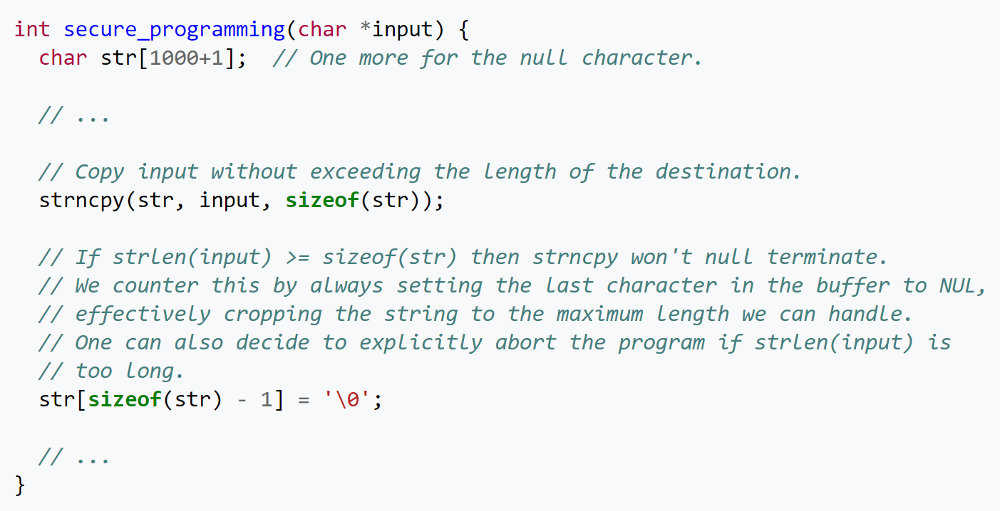 int secure_programming(char *input) {
  char str[1000+1];  // One more for the null character.

  // ...

  // Copy input without exceeding the length of the destination.
  strncpy(str, input, sizeof(str));

  // If strlen(input) >= sizeof(str) then strncpy won't null terminate.
  // We counter this by always setting the last character in the buffer to NUL,
  // effectively cropping the string to the maximum length we can handle.
  // One can also decide to explicitly abort the program if strlen(input) is
  // too long.
  str[sizeof(str) - 1] = '\0';

  // ...
}